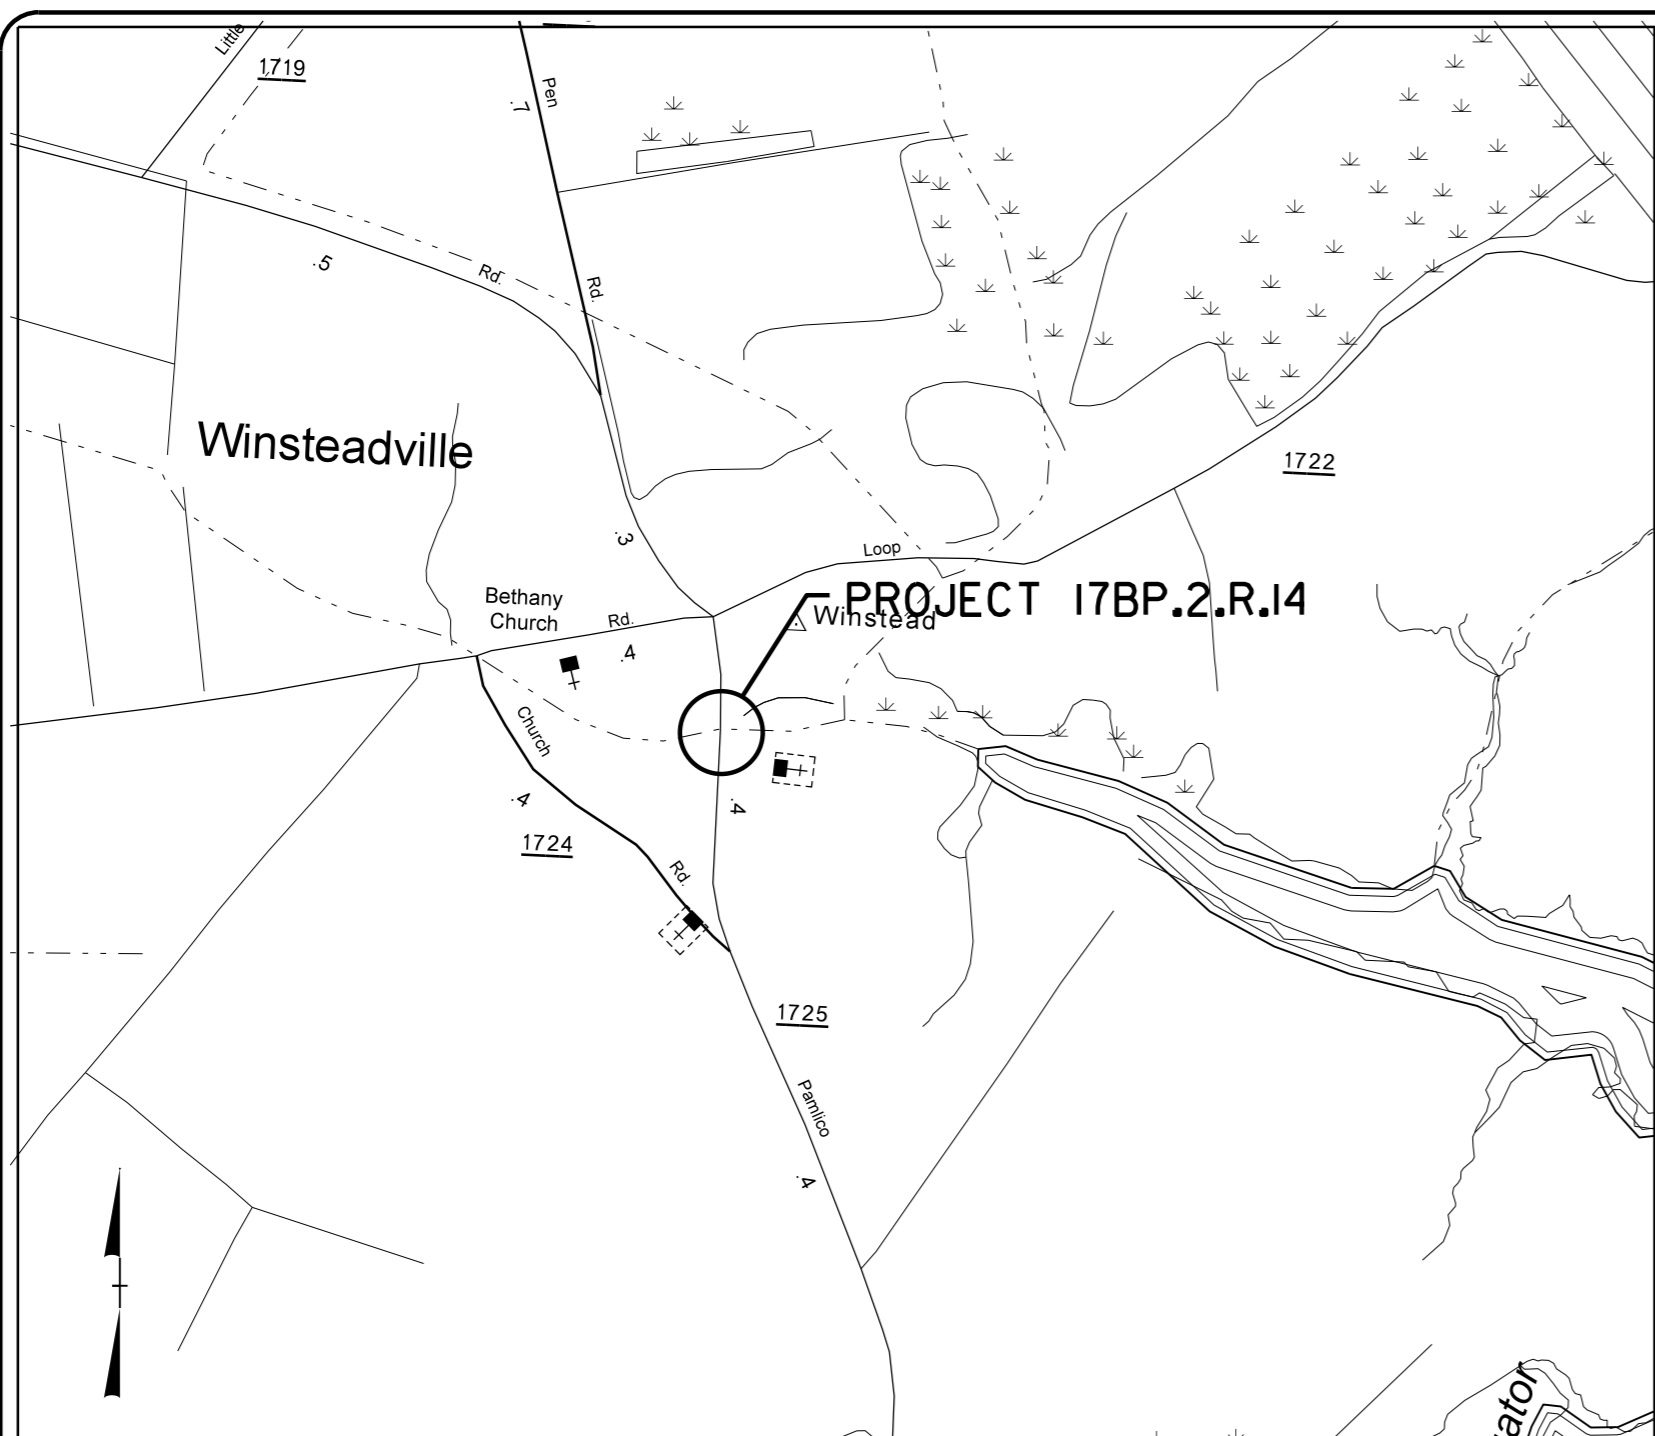 Little
1719
.7
Pen
.5
Rd.
Rd.
Winsteadville
1722
.3
Loop
Bethany
Church
Rd.
.4
PROJECT 17BP.2.R.14
Winstead
Church
.4
.4
1724
Rd.
1725
Pamlico
.4